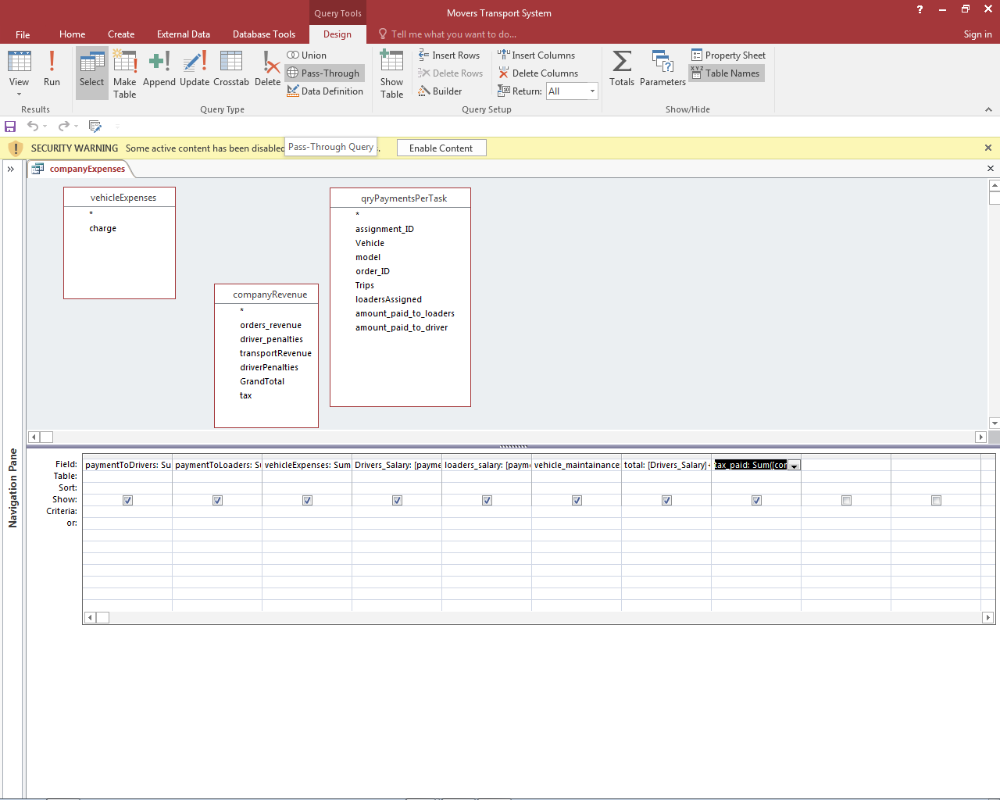 Query Tools
Movers Transport System
?
File
Home
Create
External Data
Database Tools
Design
Tell me what you want to do...
Sign in
View
Run
Select
Make Table
Append
Update
Crosstab
Delete
Union
Pass-Through
Data Definition
Show Table
Insert Rows
Delete Rows
Builder
Insert Columns
Delete Columns
Return: All
Totals
Parameters
Property Sheet
XYZ
Table Names
Results
Query Type
Query Setup
Show/Hide
SECURITY WARNING Some active content has been disabled
Pass-Through Query
Enable Content
companyExpenses
vehicleExpenses
*
charge
companyRevenue
*
orders_revenue
driver_penalties
transportRevenue
driverPenalties
GrandTotal
tax
qryPaymentsPerTask
*
assignment_ID
Vehicle
model
order_ID
Trips
loadersAssigned
amount_paid_to_loaders
amount_paid_to_driver
Navigation Pane
Field: paymentToDrivers: Su paymentToLoaders: Su vehicleExpenses: Sum Drivers_Salary: [payme loaders_salary: [payme vehicle_maintainance: total: [Drivers_Salary]+ tax_paid: Sum([cor
Table:
Sort:
Show:
Criteria:
or: